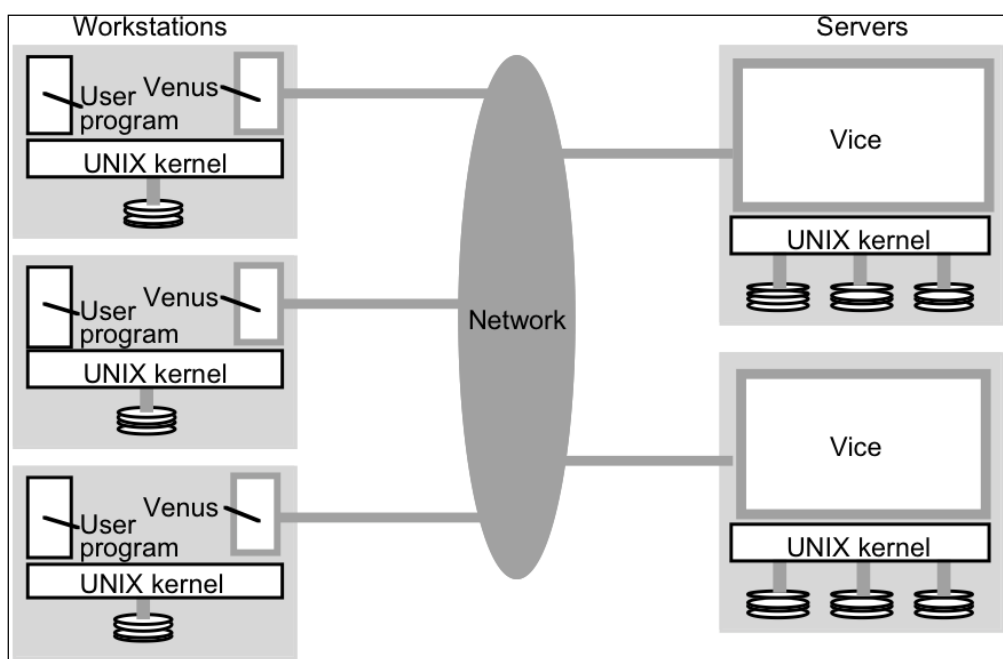 Workstations
Servers
Venus
User
program
UNIX kernel
Venus
User
program
UNIX kernel
Venus
User
program
UNIX kernel
Network
Vice
UNIX kernel
Vice
UNIX kernel